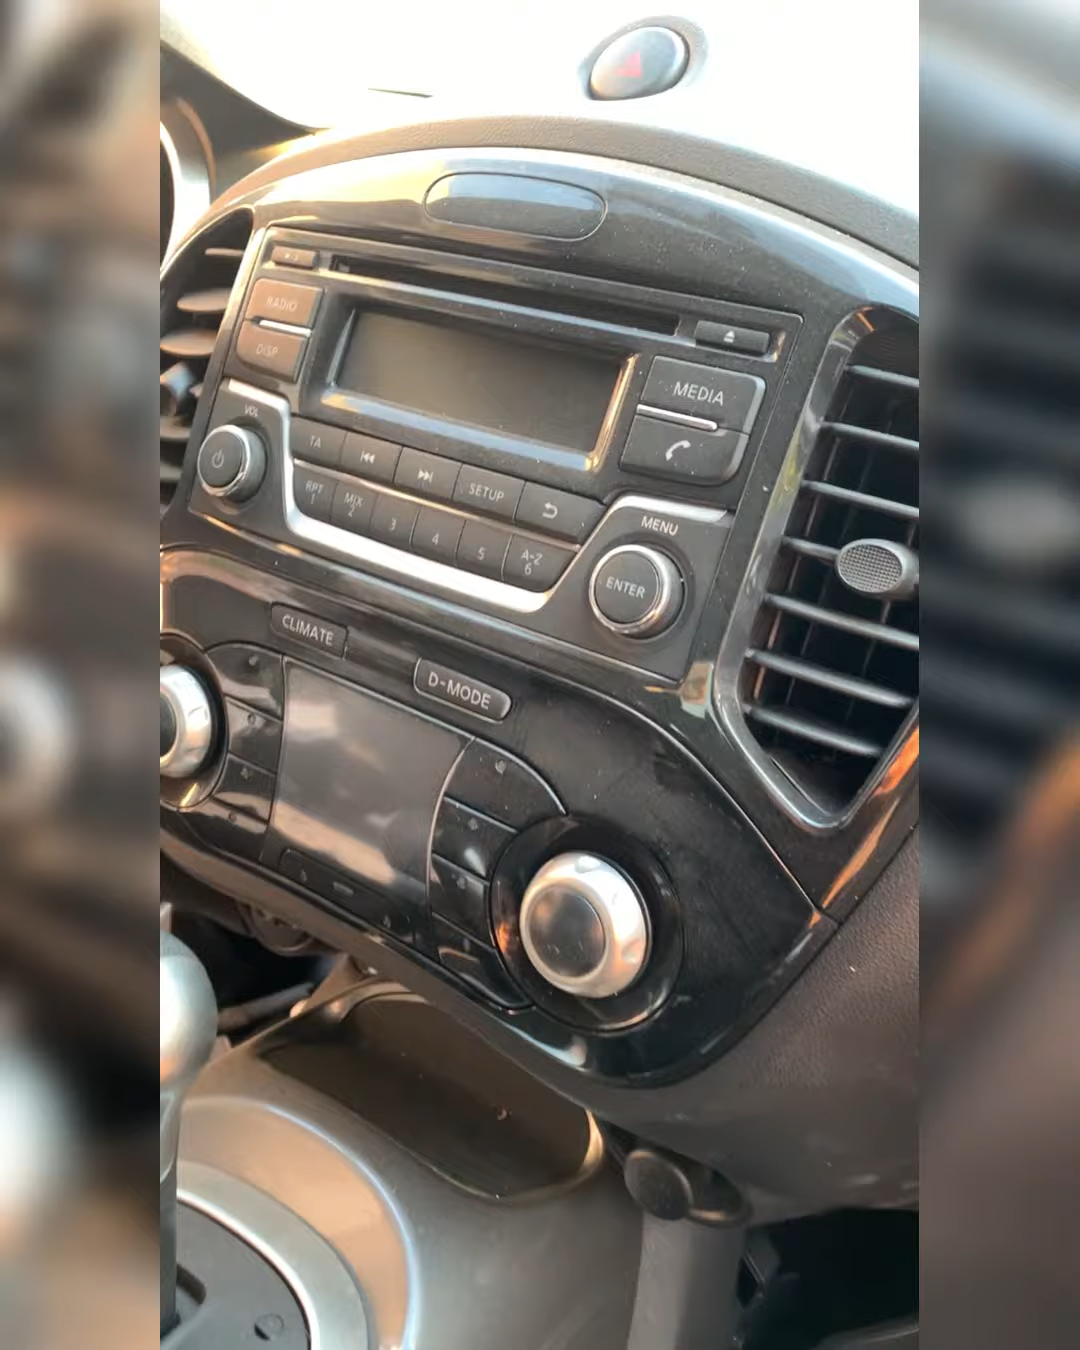 RADIO
DISP
MEDIA
VOL
TA
SETUP
RPT
1
MIX
2
3
4
5
A-Z
6
MENU
ENTER
CLIMATE
D-MODE